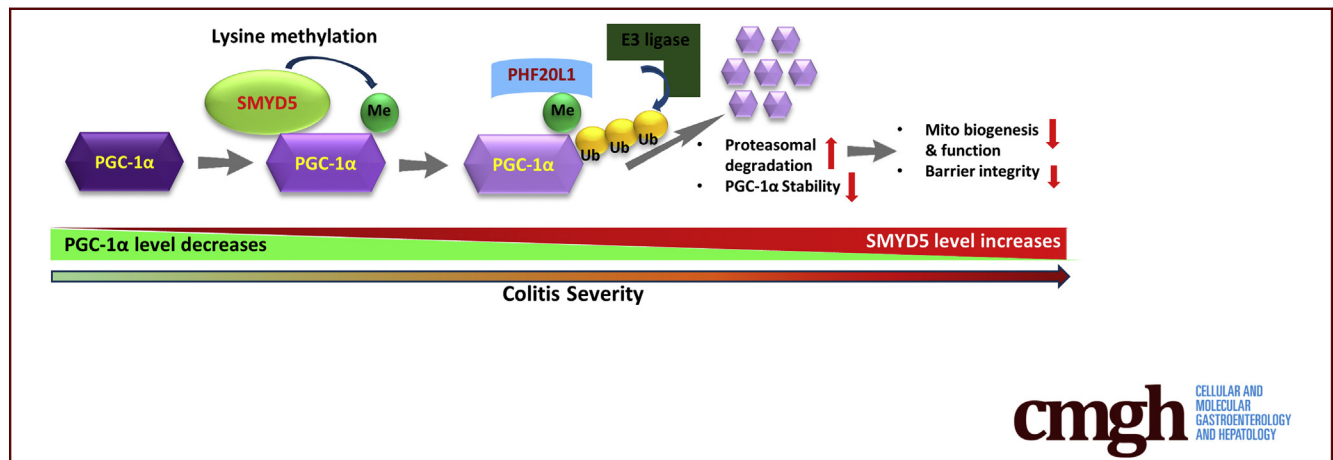 Lysine methylation
SMYD5
Me
PGC-1α
PGC-1α
PHF20L1
Me
E3 ligase
PGC-1α
Ub
Ub
Ub
• Proteasomal
degradation
• PGC-1α Stability
• Mito biogenesis
& function
• Barrier integrity
PGC-1α level decreases
SMYD5 level increases
Colitis Severity
cmgh
CELLULAR AND
MOLECULAR
GASTROENTEROLOGY
AND HEPATOLOGY